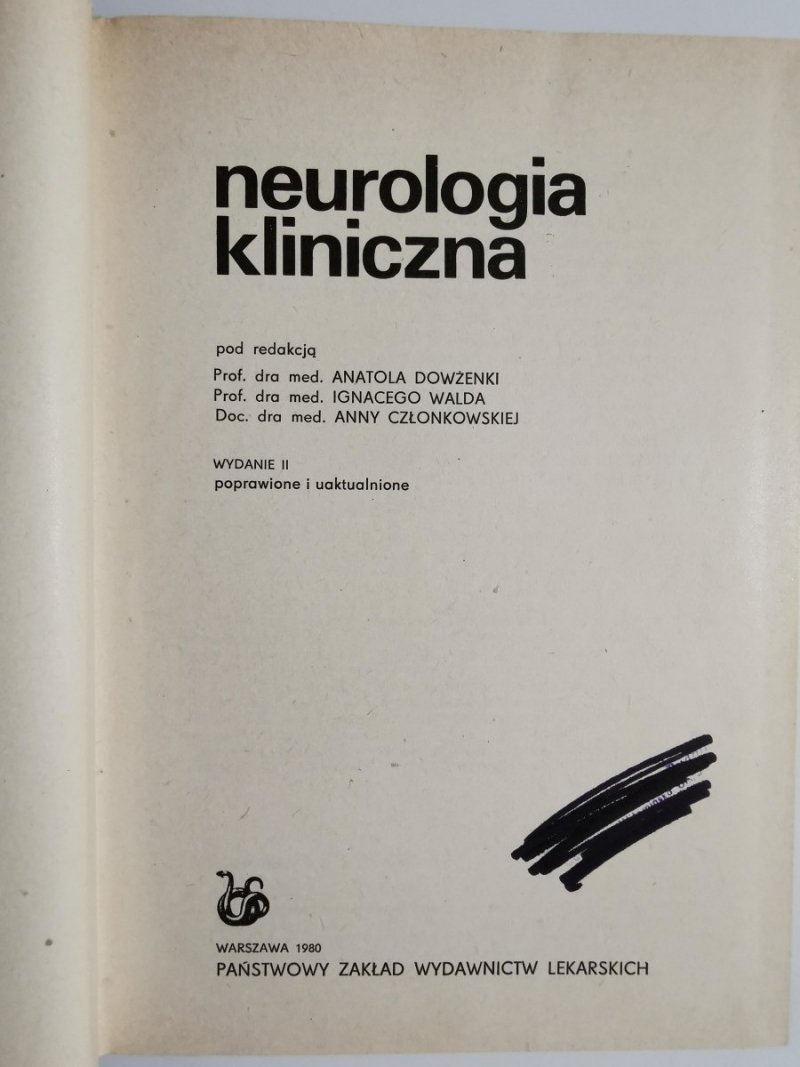 neurologia
kliniczna
pod redakcją
Prof. dra med. ANATOLA DOWŻENKI
Prof. dra med. IGNACEGO WALDA
Doc. dra med. ANNY CZŁONKOWSKIEJ
WYDANIE II
poprawione i uaktualnione
WARSZAWA 1980
PAŃSTWOWY ZAKŁAD WYDAWNICTW LEKARSKICH